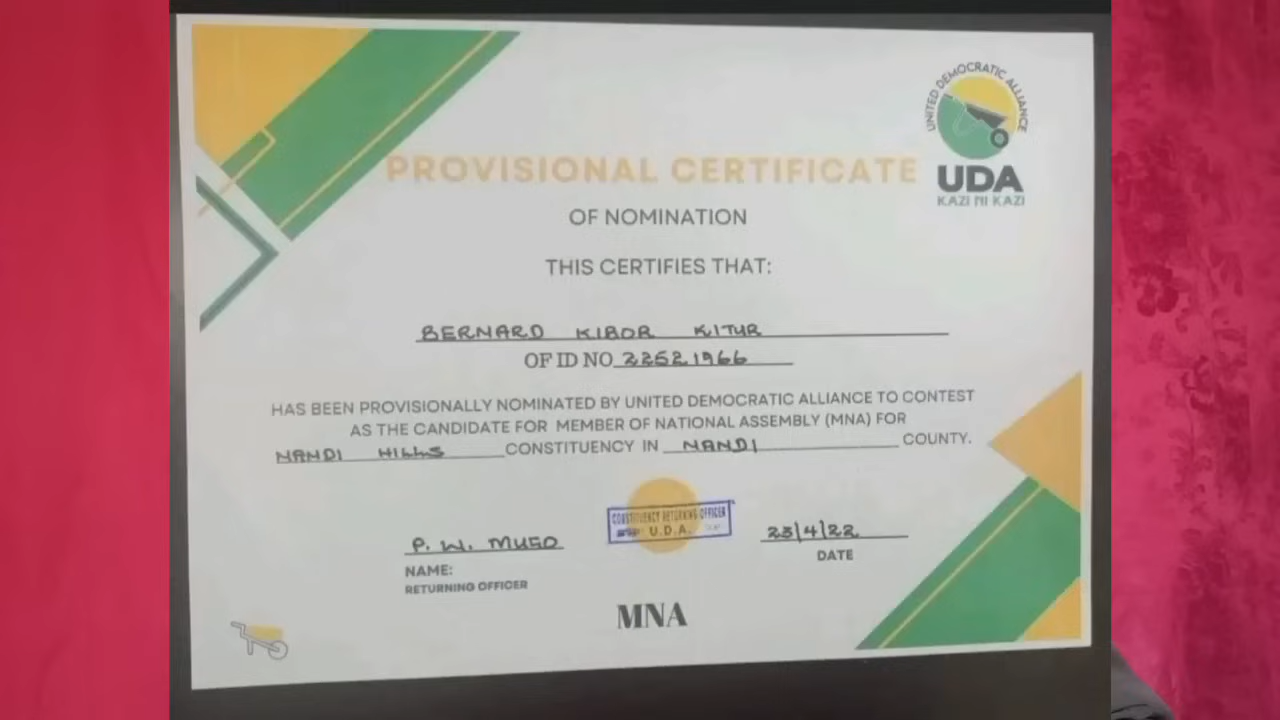 UNITED DEMOCRATIC ALLIANCE
UDA
KAZI NI KAZI
PROVISIONAL CERTIFICATE
OF NOMINATION
THIS CERTIFIES THAT:
BERNARD KIBOR KITUR
OF ID NO 22521966
HAS BEEN PROVISIONALLY NOMINATED BY UNITED DEMOCRATIC ALLIANCE TO CONTEST
AS THE CANDIDATE FOR MEMBER OF NATIONAL ASSEMBLY (MNA) FOR
NANDI HILLS CONSTITUENCY IN NANDI COUNTY.
CONSTITUENCY RETURNING OFFICER
U.D.A.
P. W. MUGO
NAME:
RETURNING OFFICER
23/4/22
DATE
MNA